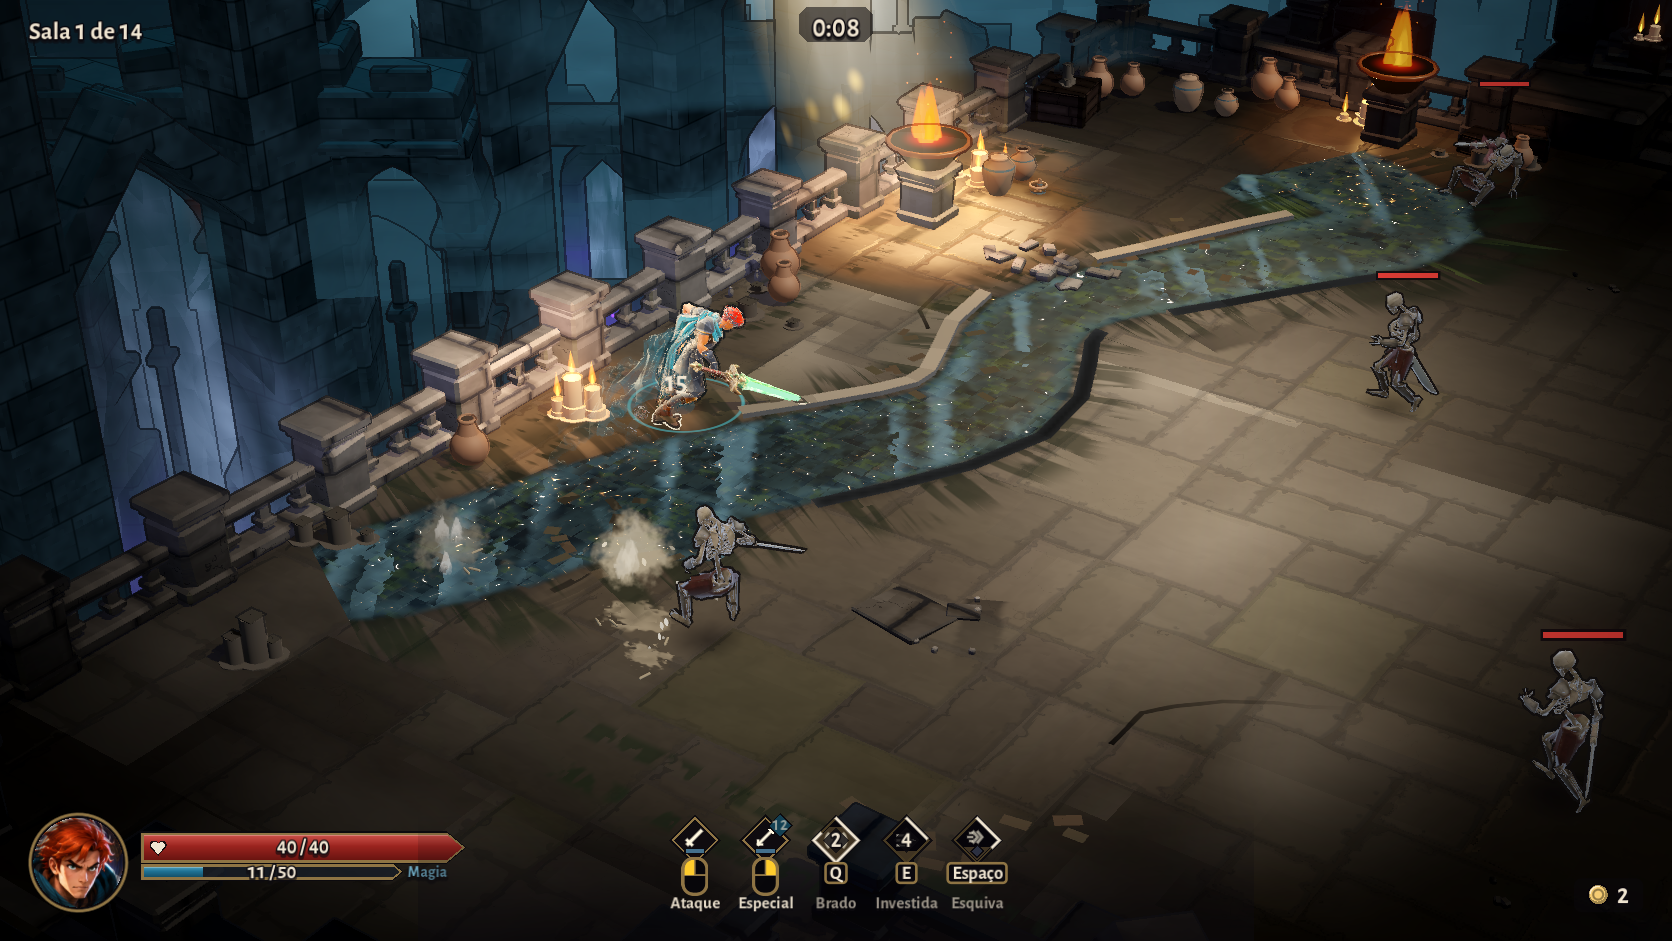 Sala 1 de 14
0:08
15
40/40
11/50
Magia
12
2
4
Q
E
Espaço
Ataque
Especial
Brado
Investida
Esquiva
2